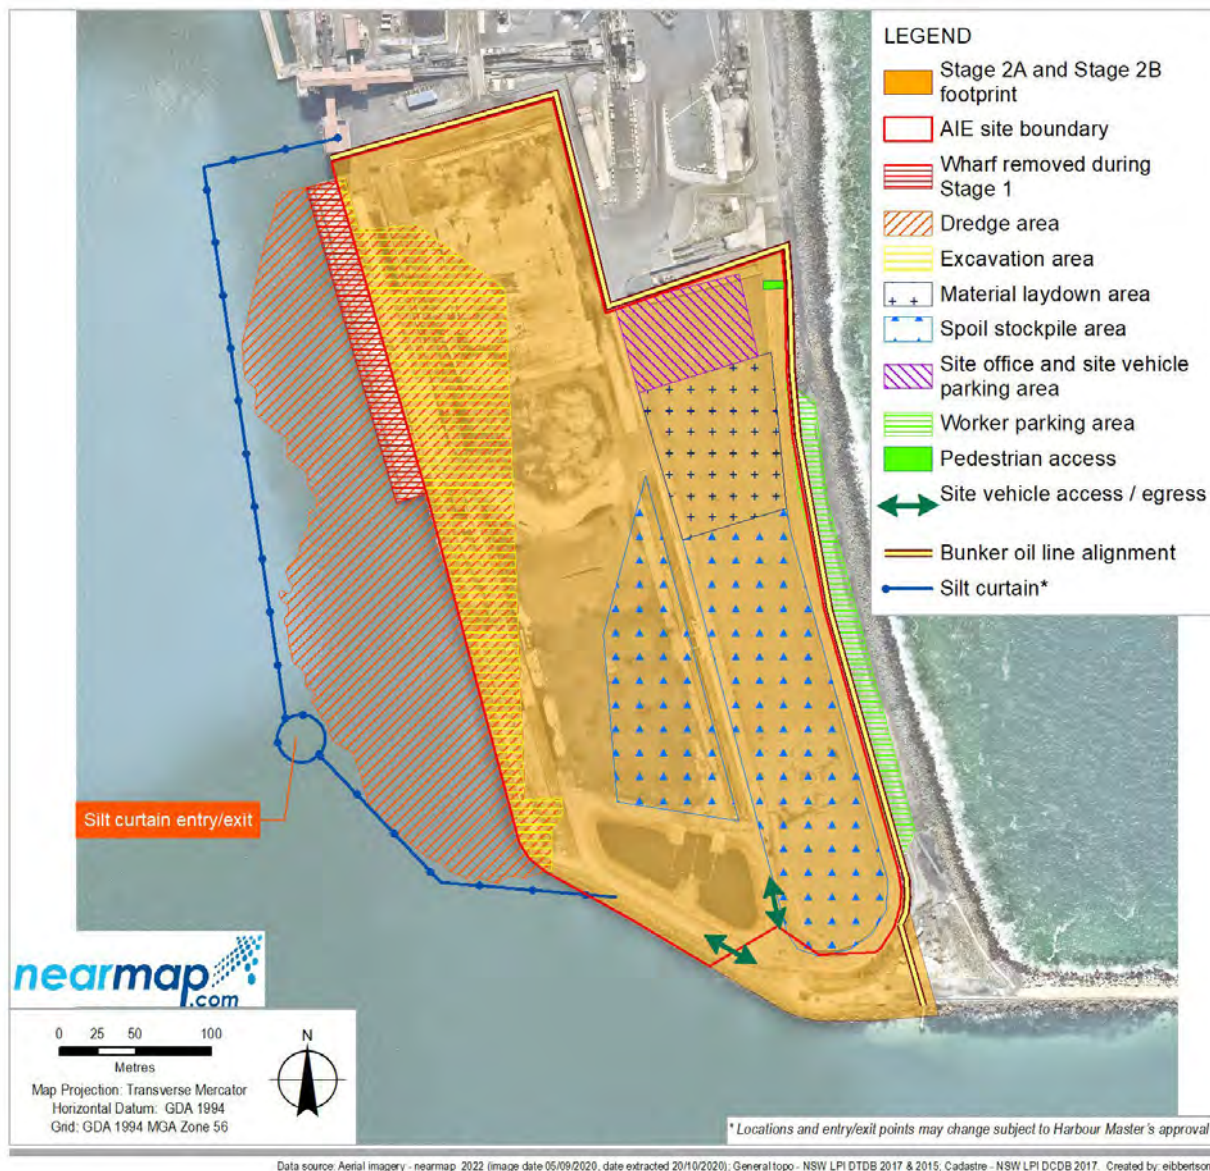 LEGEND
Stage 2A and Stage 2B
footprint
AIE site boundary
Wharf removed during
Stage 1
Dredge area
Excavation area
Material laydown area
Spoil stockpile area
Site office and site vehicle
parking area
Worker parking area
Pedestrian access
Site vehicle access / egress
Bunker oil line alignment
Silt curtain*
Silt curtain entry/exit
nearmap
.com
0 25 50 100
Metres
Map Projection: Transverse Mercator
Horizontal Datum: GDA 1994
Grid: GDA 1994 MGA Zone 56
N
* Locations and entry/exit points may change subject to Harbour Master's approval
Data source: Aerial imagery - nearmap 2022 (image date 05/09/2020, date extracted 20/10/2020); General topo - NSW LPI DTDB 2017 & 2015; Cadastre - NSW LPI DCDB 2017. Created by: eibbertson